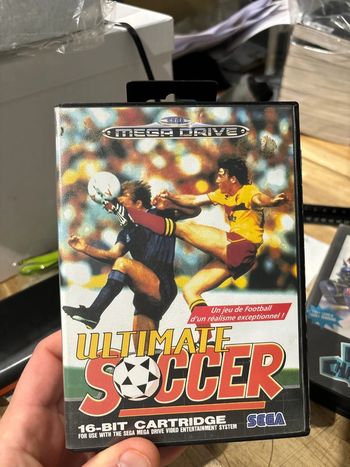 SEGA
MEGA DRIVE
Un jeu de Football
d'un réalisme exceptionnel !
ULTIMATE
SOCCER
16-BIT CARTRIDGE
FOR USE WITH THE SEGA MEGA DRIVE VIDEO ENTERTAINMENT SYSTEM
SEGA